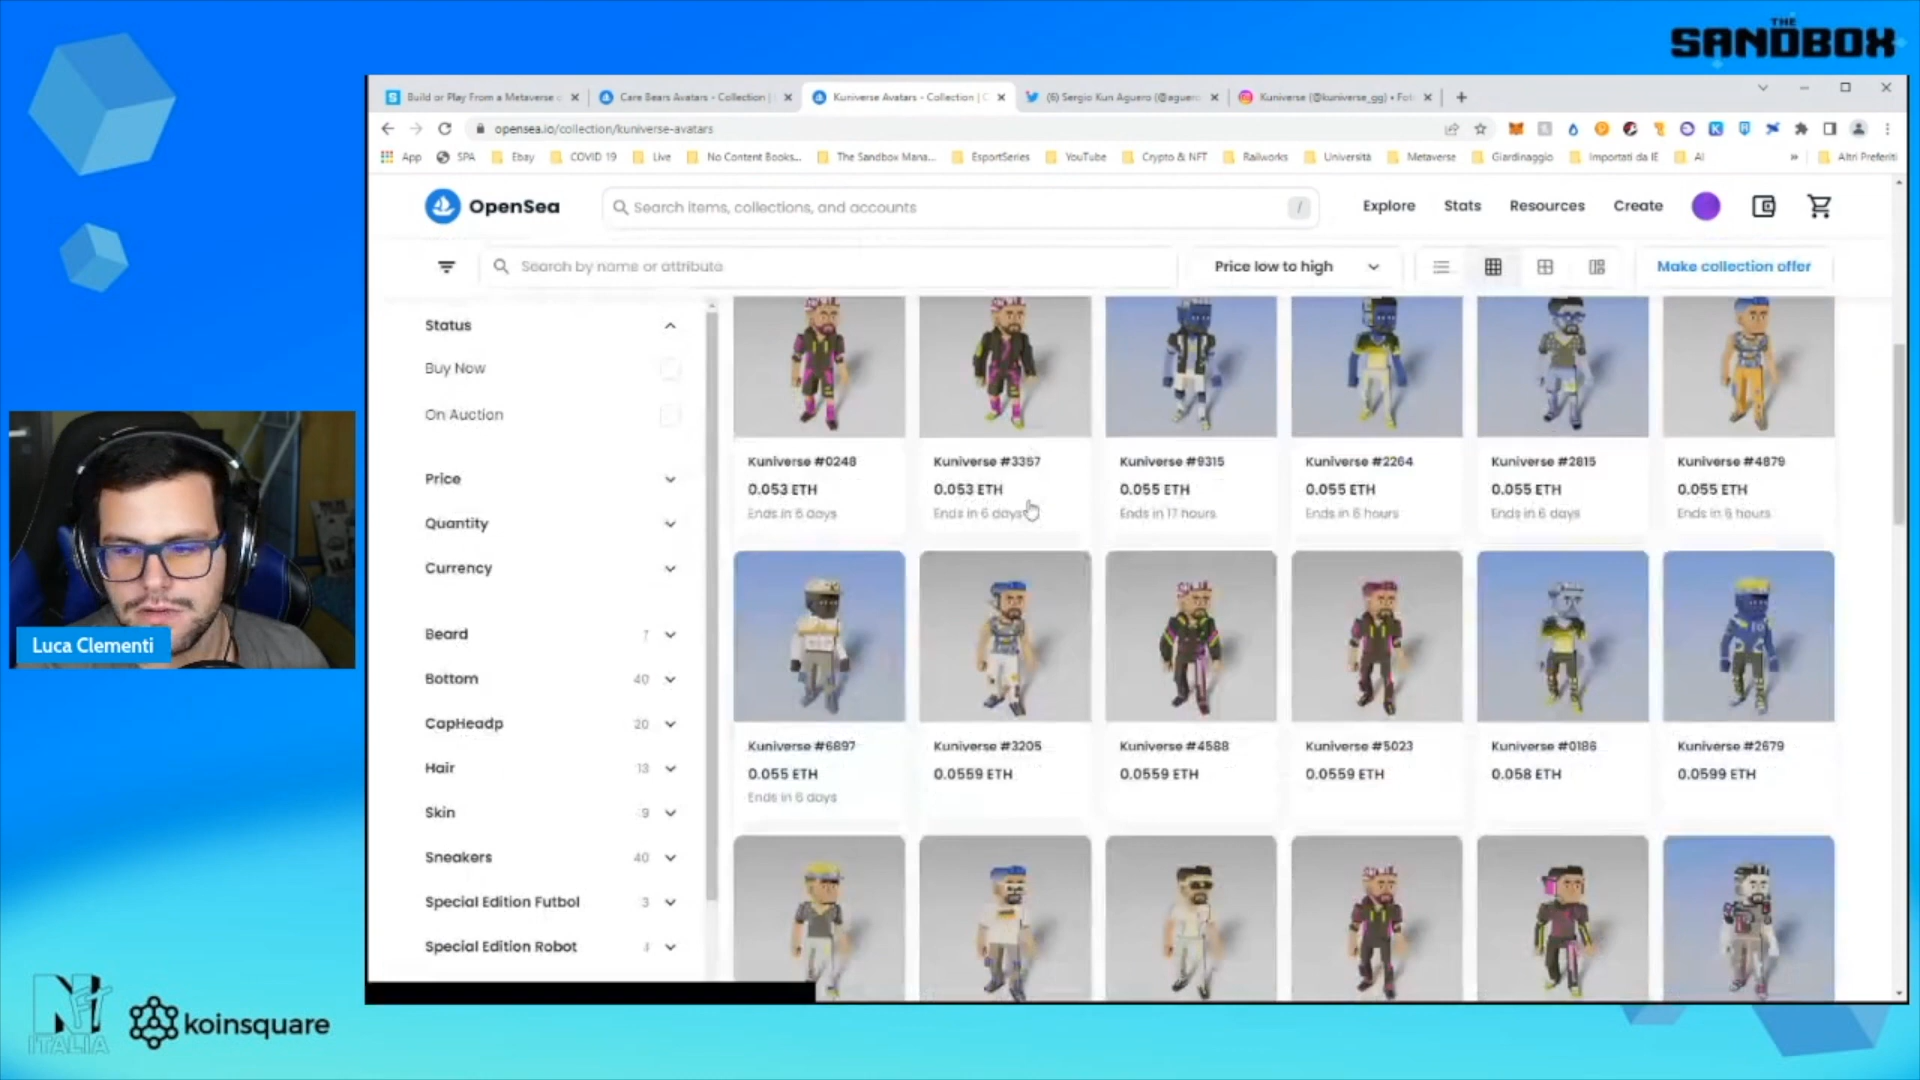 THE
SANDBOX
Build or Play From a Metaverse
Care Bears Avatars - Collection |
Kuniverse Avatars - Collection |
(6) Sergio Kun Aguero (@aguero
Kuniverse (@kuniverse_gg) • Fot
opensea.io/collection/kuniverse-avatars
App
SPA
Ebay
COVID 19
Live
No Content Books...
The Sandbox Mana...
EsportSeries
YouTube
Crypto & NFT
Railworks
Università
Metaverse
Giardinaggio
Importati da IE
AI
»
Altri Preferiti
OpenSea
Search items, collections, and accounts
/
Explore
Stats
Resources
Create
Search by name or attribute
Price low to high
Make collection offer
Status
Buy Now
On Auction
Price
Quantity
Currency
Beard 7
Bottom 40
CapHeadp 20
Hair 13
Skin 9
Sneakers 40
Special Edition Futbol 3
Special Edition Robot 4
Kuniverse #0248
0.053 ETH
Ends in 6 days
Kuniverse #3357
0.053 ETH
Ends in 6 days
Kuniverse #9315
0.055 ETH
Ends in 17 hours
Kuniverse #2264
0.055 ETH
Ends in 6 hours
Kuniverse #2815
0.055 ETH
Ends in 6 days
Kuniverse #4879
0.055 ETH
Ends in 6 hours
Kuniverse #6897
0.055 ETH
Ends in 6 days
Kuniverse #3205
0.0559 ETH
Kuniverse #4588
0.0559 ETH
Kuniverse #5023
0.0559 ETH
Kuniverse #0186
0.058 ETH
Kuniverse #2679
0.0599 ETH
Luca Clementi
NFT
ITALIA
koinsquare